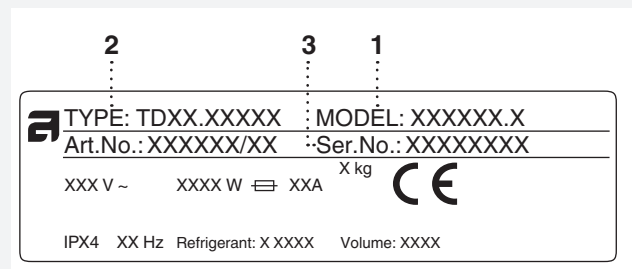 2 3 1
TYPE: TDXX.XXXXX MODEL: XXXXXX.X
Art.No.: XXXXXX/XX Ser.No.: XXXXXXXX
X kg
XXX V ~ XXXX W XXA CE
IPX4 XX Hz Refrigerant: X XXXX Volume: XXXX